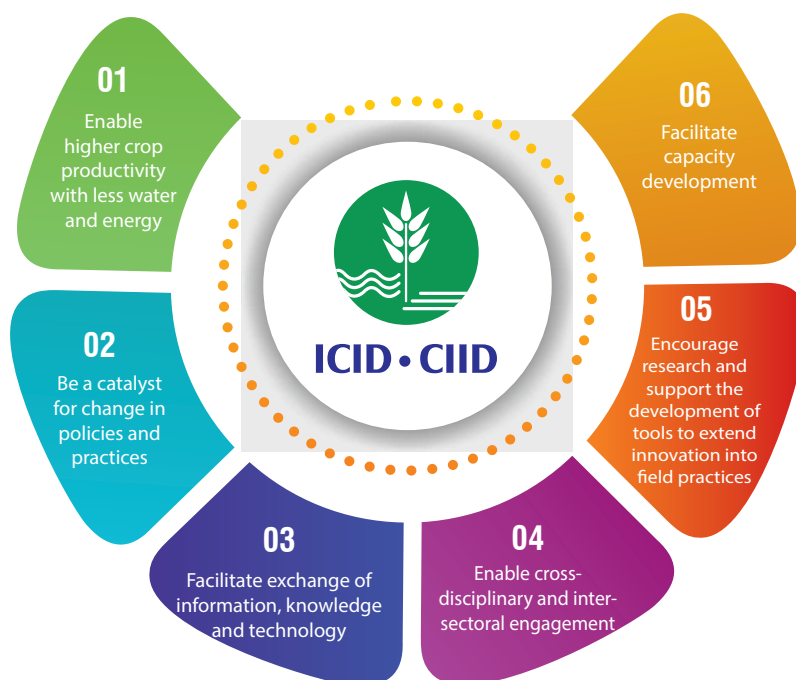 01
Enable
higher crop
productivity
with less water
and energy
02
Be a catalyst
for change in
policies and
practices
03
Facilitate exchange of
information, knowledge
and technology
04
Enable cross-
disciplinary and inter-
sectoral engagement
05
Encourage
research and
support the
development of
tools to extend
innovation into
field practices
06
Facilitate
capacity
development
ICID • CIID